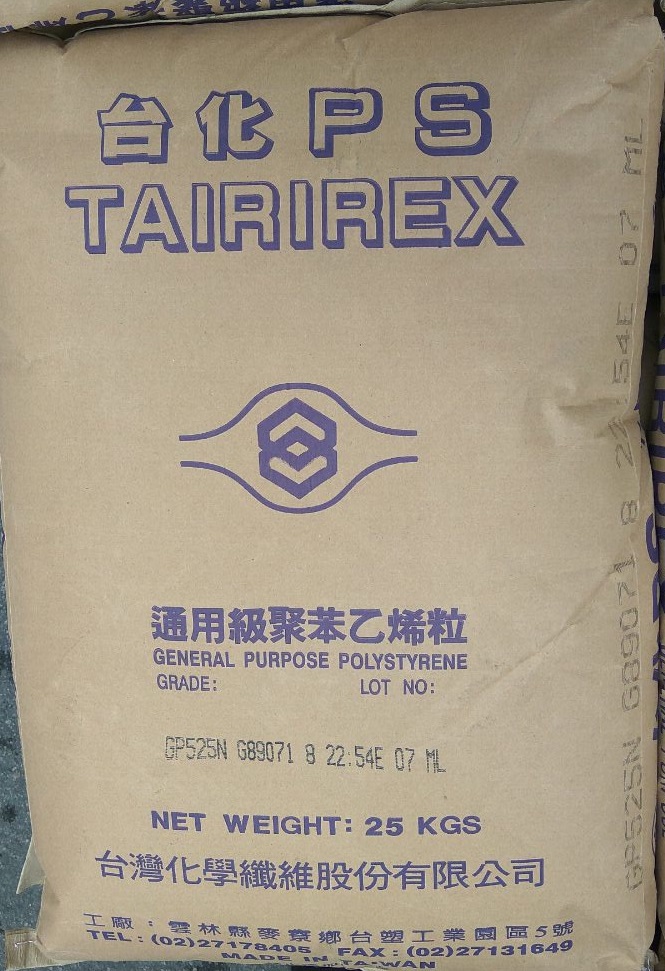 台化PS
TAIRIREX
通用級聚苯乙烯粒
GENERAL PURPOSE POLYSTYRENE
GRADE: LOT NO:
GP525N G89071 8 22:54E 07 ML
NET WEIGHT: 25 KGS
台灣化學纖維股份有限公司
工廠：雲林縣麥寮鄉台塑工業園區5號
TEL:(02)27178405 FAX:(02)27131649
MADE IN TAIWAN
GP525N G89071 8 22:54E 07 ML